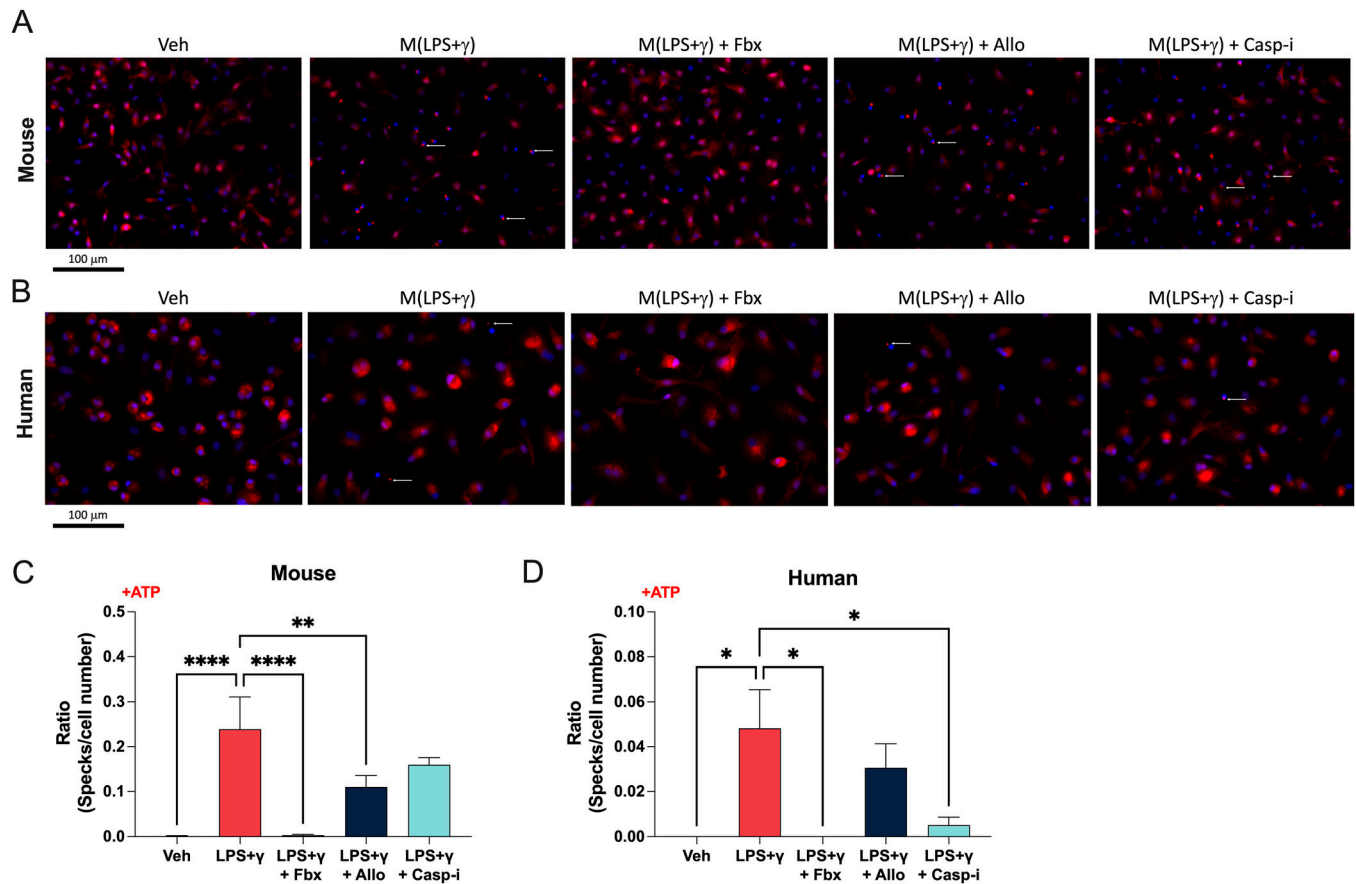 A
Veh
M(LPS+γ)
M(LPS+γ) + Fbx
M(LPS+γ) + Allo
M(LPS+γ) + Casp-i
Mouse
100 μm
B
Veh
M(LPS+γ)
M(LPS+γ) + Fbx
M(LPS+γ) + Allo
M(LPS+γ) + Casp-i
Human
100 μm
C
Mouse
+ATP
Ratio
(Specks/cell number)
0.5
0.4
0.3
0.2
0.1
0.0
****
****
**
Veh
LPS+γ
LPS+γ
+ Fbx
LPS+γ
+ Allo
LPS+γ
+ Casp-i
D
Human
+ATP
Ratio
(Specks/cell number)
0.10
0.08
0.06
0.04
0.02
0.00
*
*
*
Veh
LPS+γ
LPS+γ
+ Fbx
LPS+γ
+ Allo
LPS+γ
+ Casp-i